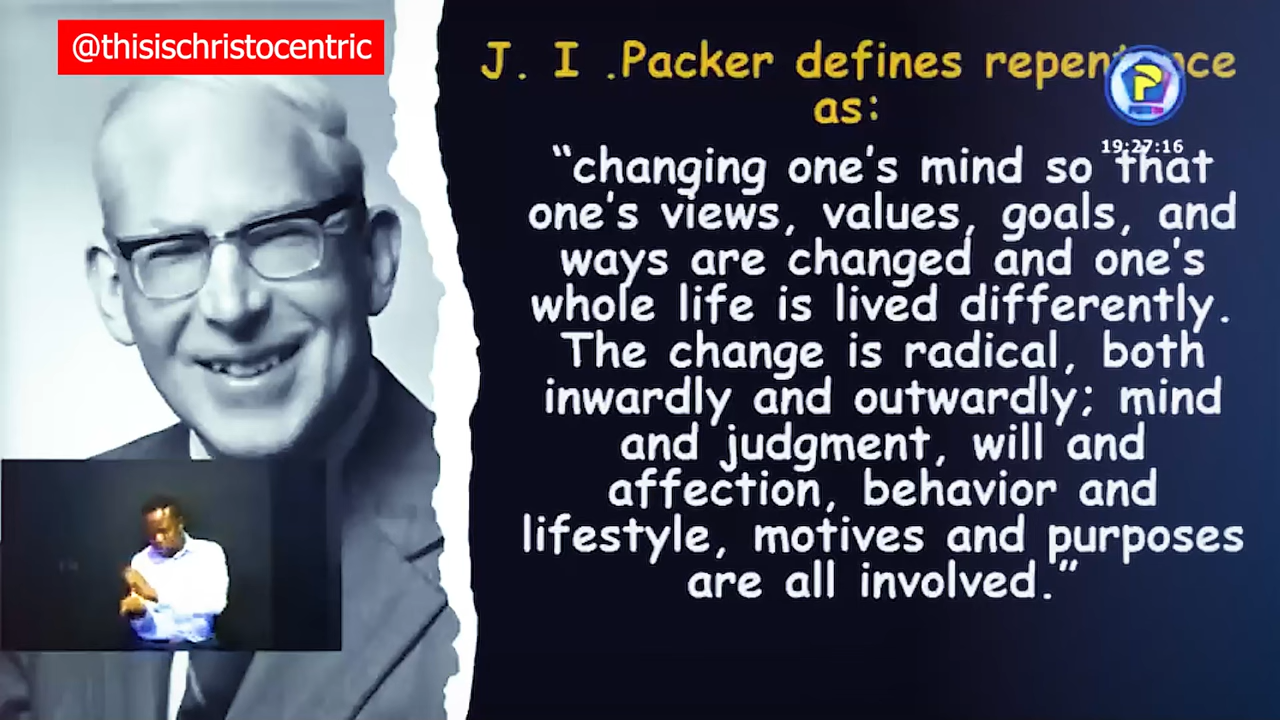 @thisischristocentric
J. I .Packer defines repentance
as:
19:27:16
“changing one’s mind so that
one’s views, values, goals, and
ways are changed and one’s
whole life is lived differently.
The change is radical, both
inwardly and outwardly; mind
and judgment, will and
affection, behavior and
lifestyle, motives and purposes
are all involved.”